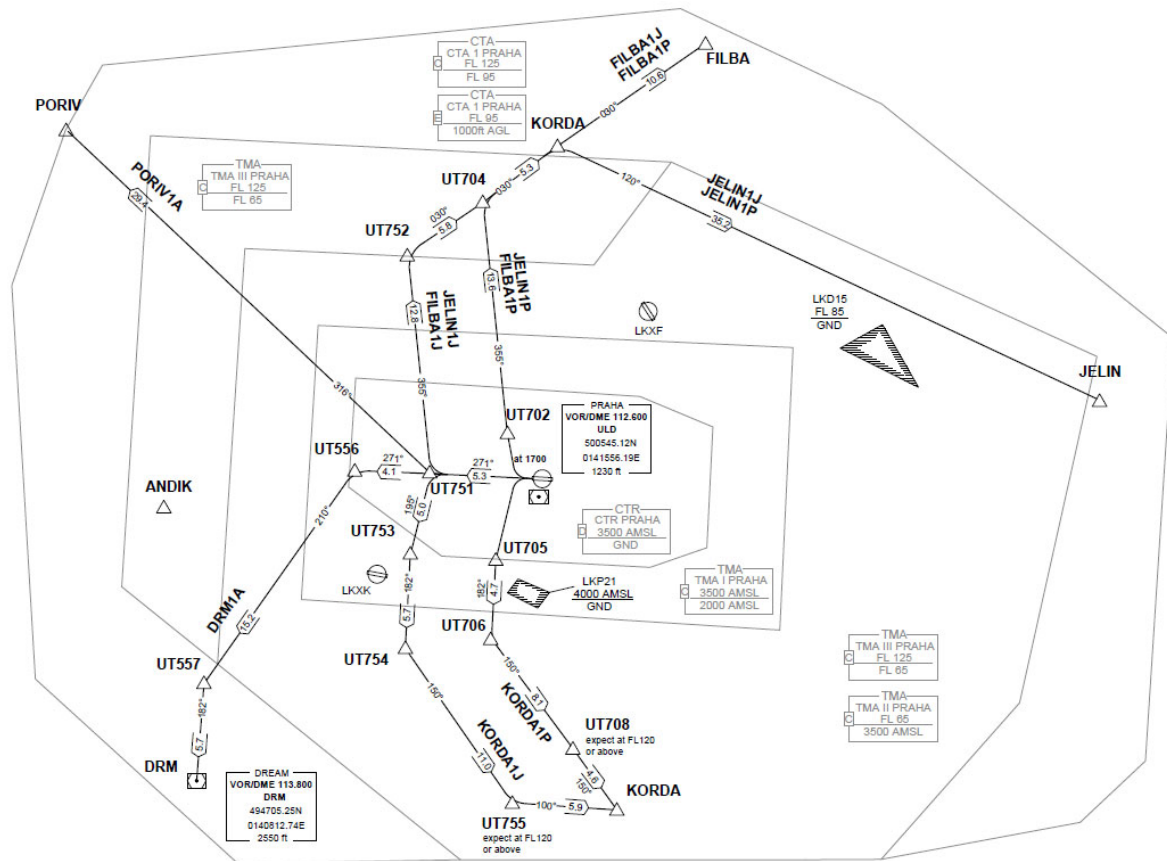 CTA
CTA 1 PRAHA
C
FL 125
FL 95
CTA
CTA 1 PRAHA
E
FL 95
1000ft AGL
FILBA1J
FILBA1P
10.6
030°
FILBA
PORIV
KORDA
TMA
TMA III PRAHA
C
FL 125
FL 65
PORIV1A
29.4
316°
UT704
030°
5.3
120°
JELIN1J
JELIN1P
35.2
UT752
030°
5.8
JELIN1J
FILBA1J
12.8
355°
JELIN1P
FILBA1P
13.6
355°
LKXF
LKD15
FL 85
GND
JELIN
UT702
PRAHA
VOR/DME 112.600
ULD
500545.12N
0141556.19E
1230 ft
at 1700
UT556
271°
4.1
UT751
271°
5.3
ANDIK
210°
195°
5.0
UT753
CTR
CTR PRAHA
D
3500 AMSL
GND
UT705
LKXK
182°
5.7
182°
4.7
LKP21
4000 AMSL
GND
TMA
TMA I PRAHA
C
3500 AMSL
2000 AMSL
DRM1A
15.2
UT706
UT754
TMA
TMA III PRAHA
C
FL 125
FL 65
UT557
150°
150°
8.1
KORDA1P
182°
5.7
KORDA1J
11.0
UT708
expect at FL120
or above
TMA
TMA II PRAHA
C
FL 65
3500 AMSL
DRM
DREAM
VOR/DME 113.800
DRM
494705.25N
0140812.74E
2550 ft
4.6
150°
KORDA
100°
5.9
UT755
expect at FL120
or above